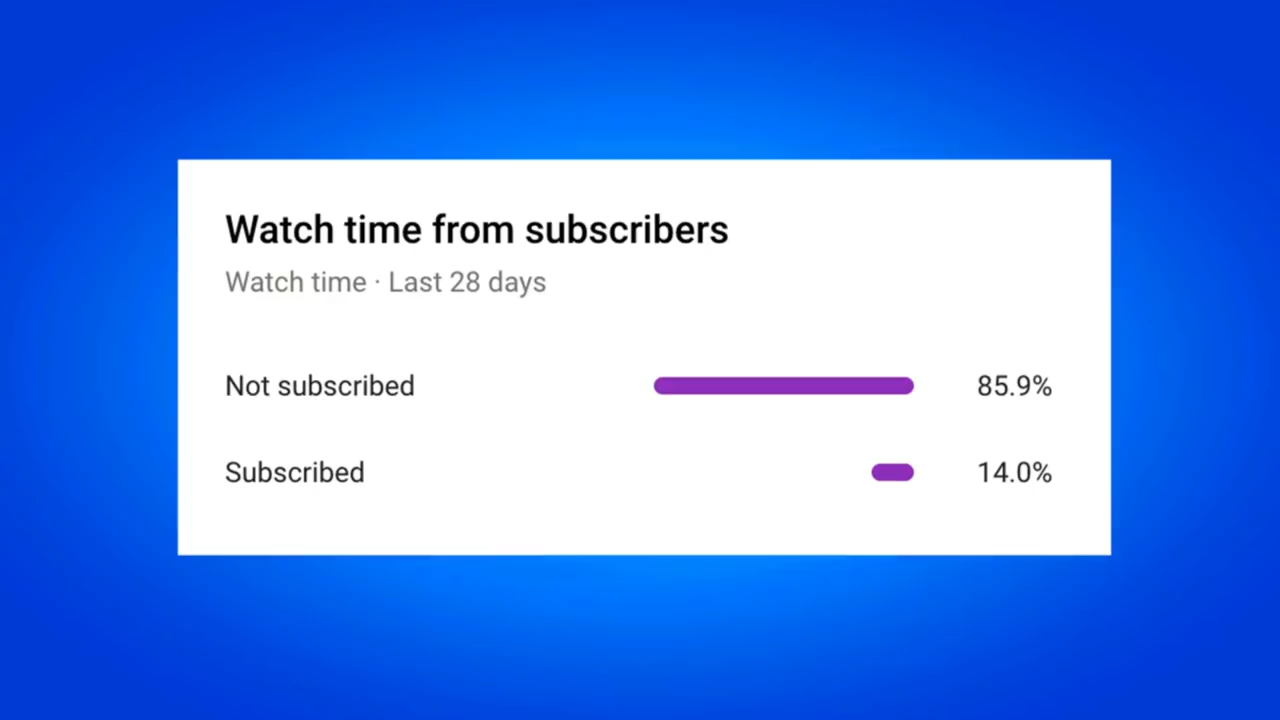 Watch time from subscribers
Watch time · Last 28 days
Not subscribed 85.9%
Subscribed 14.0%